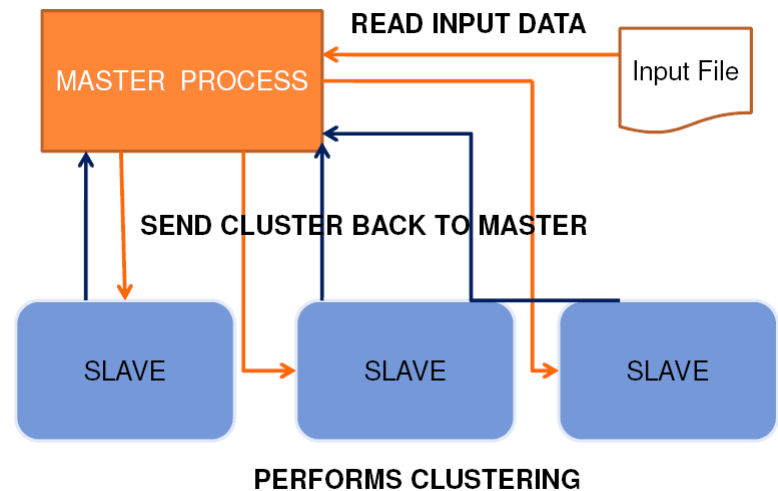 READ INPUT DATA
MASTER PROCESS
Input File
SEND CLUSTER BACK TO MASTER
SLAVE
SLAVE
SLAVE
PERFORMS CLUSTERING